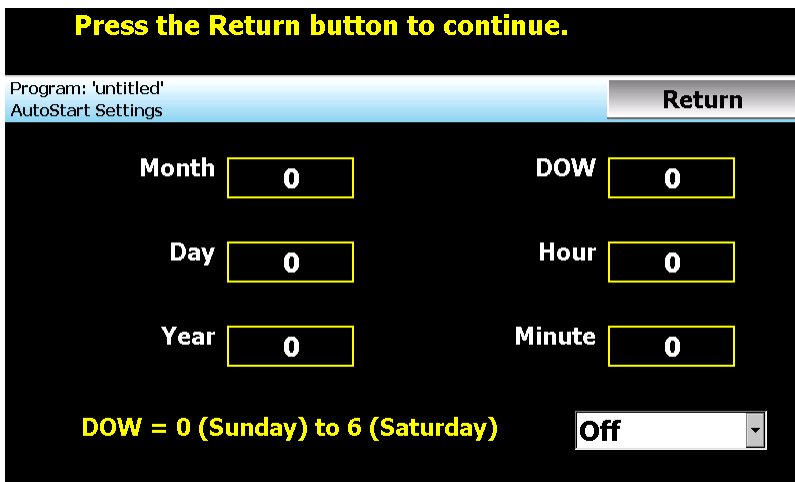 Press the Return button to continue.
Program: 'untitled'
AutoStart Settings
Return
Month 0 DOW 0
Day 0 Hour 0
Year 0 Minute 0
DOW = 0 (Sunday) to 6 (Saturday) Off